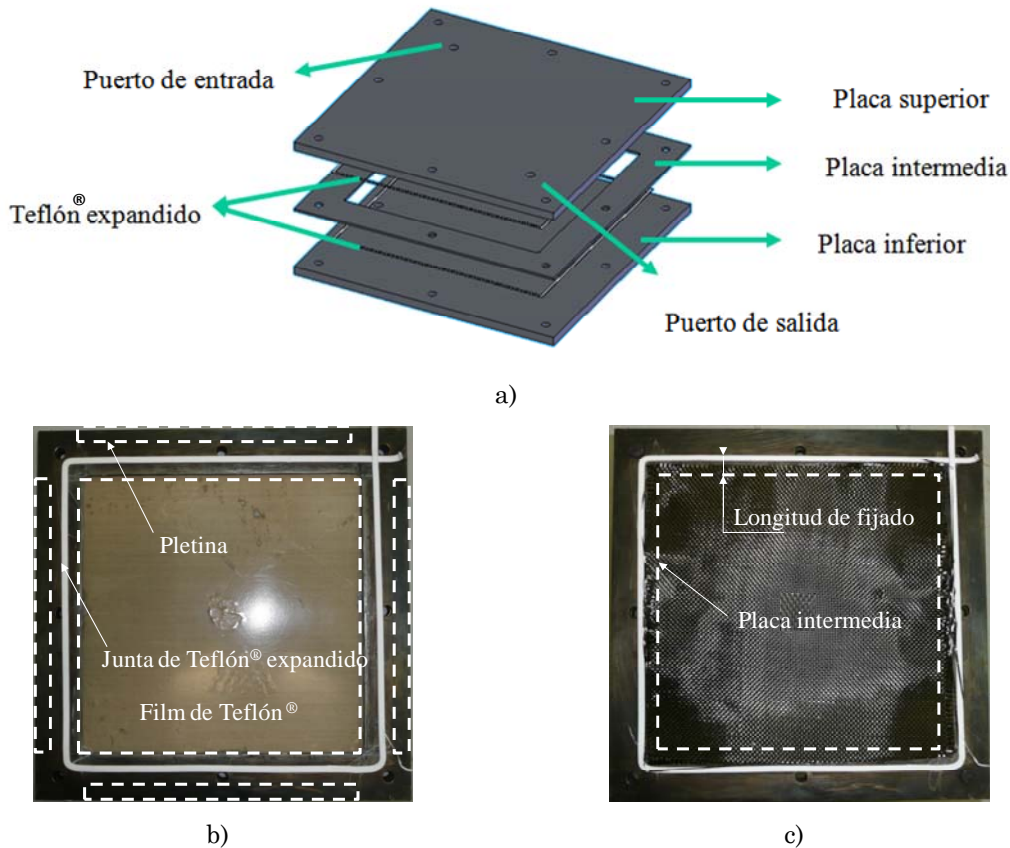 Puerto de entrada
Placa superior
Placa intermedia
Teflón® expandido
Placa inferior
Puerto de salida
a)
Pletina
Junta de Teflón® expandido
Film de Teflón®
b)
Longitud de fijado
Placa intermedia
c)